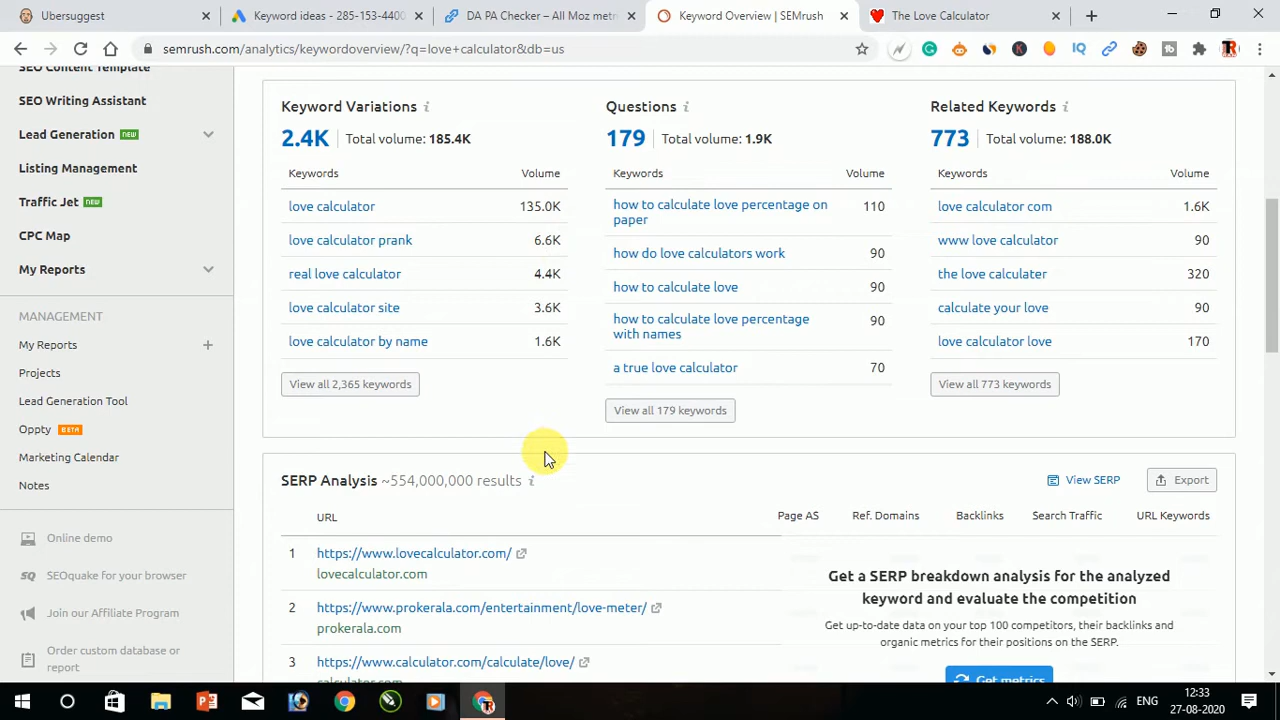 Ubersuggest
Keyword ideas - 285-153-4400
DA PA Checker – All Moz metr
Keyword Overview | SEMrush
The Love Calculator
semrush.com/analytics/keywordoverview/?q=love+calculator&db=us
SEO Content Template
SEO Writing Assistant
Lead Generation NEW
Listing Management
Traffic Jet NEW
CPC Map
My Reports
MANAGEMENT
My Reports
Projects
Lead Generation Tool
Oppty BETA
Marketing Calendar
Notes
Online demo
SEOquake for your browser
Join our Affiliate Program
Order custom database or
report
Keyword Variations
2.4K Total volume: 185.4K
Keywords Volume
love calculator 135.0K
love calculator prank 6.6K
real love calculator 4.4K
love calculator site 3.6K
love calculator by name 1.6K
View all 2,365 keywords
Questions
179 Total volume: 1.9K
Keywords Volume
how to calculate love percentage on
paper 110
how do love calculators work 90
how to calculate love 90
how to calculate love percentage
with names 90
a true love calculator 70
View all 179 keywords
Related Keywords
773 Total volume: 188.0K
Keywords Volume
love calculator com 1.6K
www love calculator 90
the love calculater 320
calculate your love 90
love calculator love 170
View all 773 keywords
SERP Analysis ~554,000,000 results
View SERP
Export
URL Page AS Ref. Domains Backlinks Search Traffic URL Keywords
1 https://www.lovecalculator.com/
lovecalculator.com
2 https://www.prokerala.com/entertainment/love-meter/
prokerala.com
3 https://www.calculator.com/calculate/love/
calculator.com
Get a SERP breakdown analysis for the analyzed
keyword and evaluate the competition
Get up-to-date data on your top 100 competitors, their backlinks and
organic metrics for their positions on the SERP.
Get metrics
ENG
12:33
27-08-2020